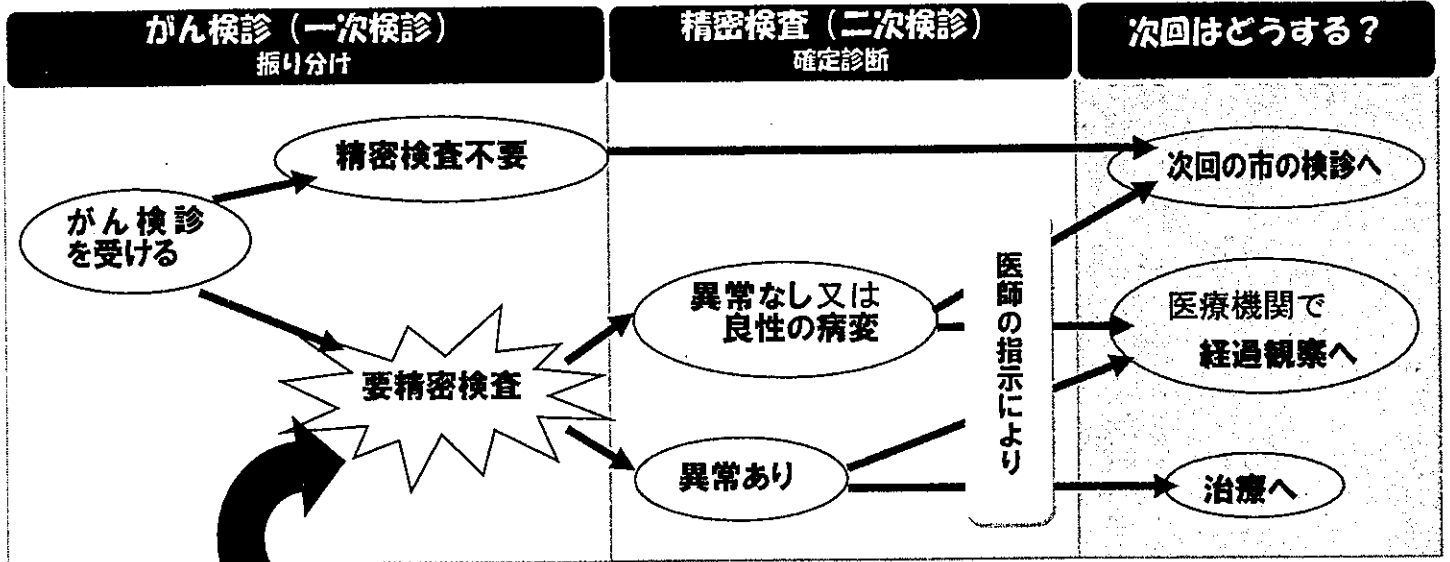 がん検診（一次検診）
振り分け
精密検査（二次検診）
確定診断
次回はどうする？
がん検診
を受ける
精密検査不要
要精密検査
異常なし又は
良性の病変
異常あり
医師の指示により
次回の市の検診へ
医療機関で
経過観察へ
治療へ